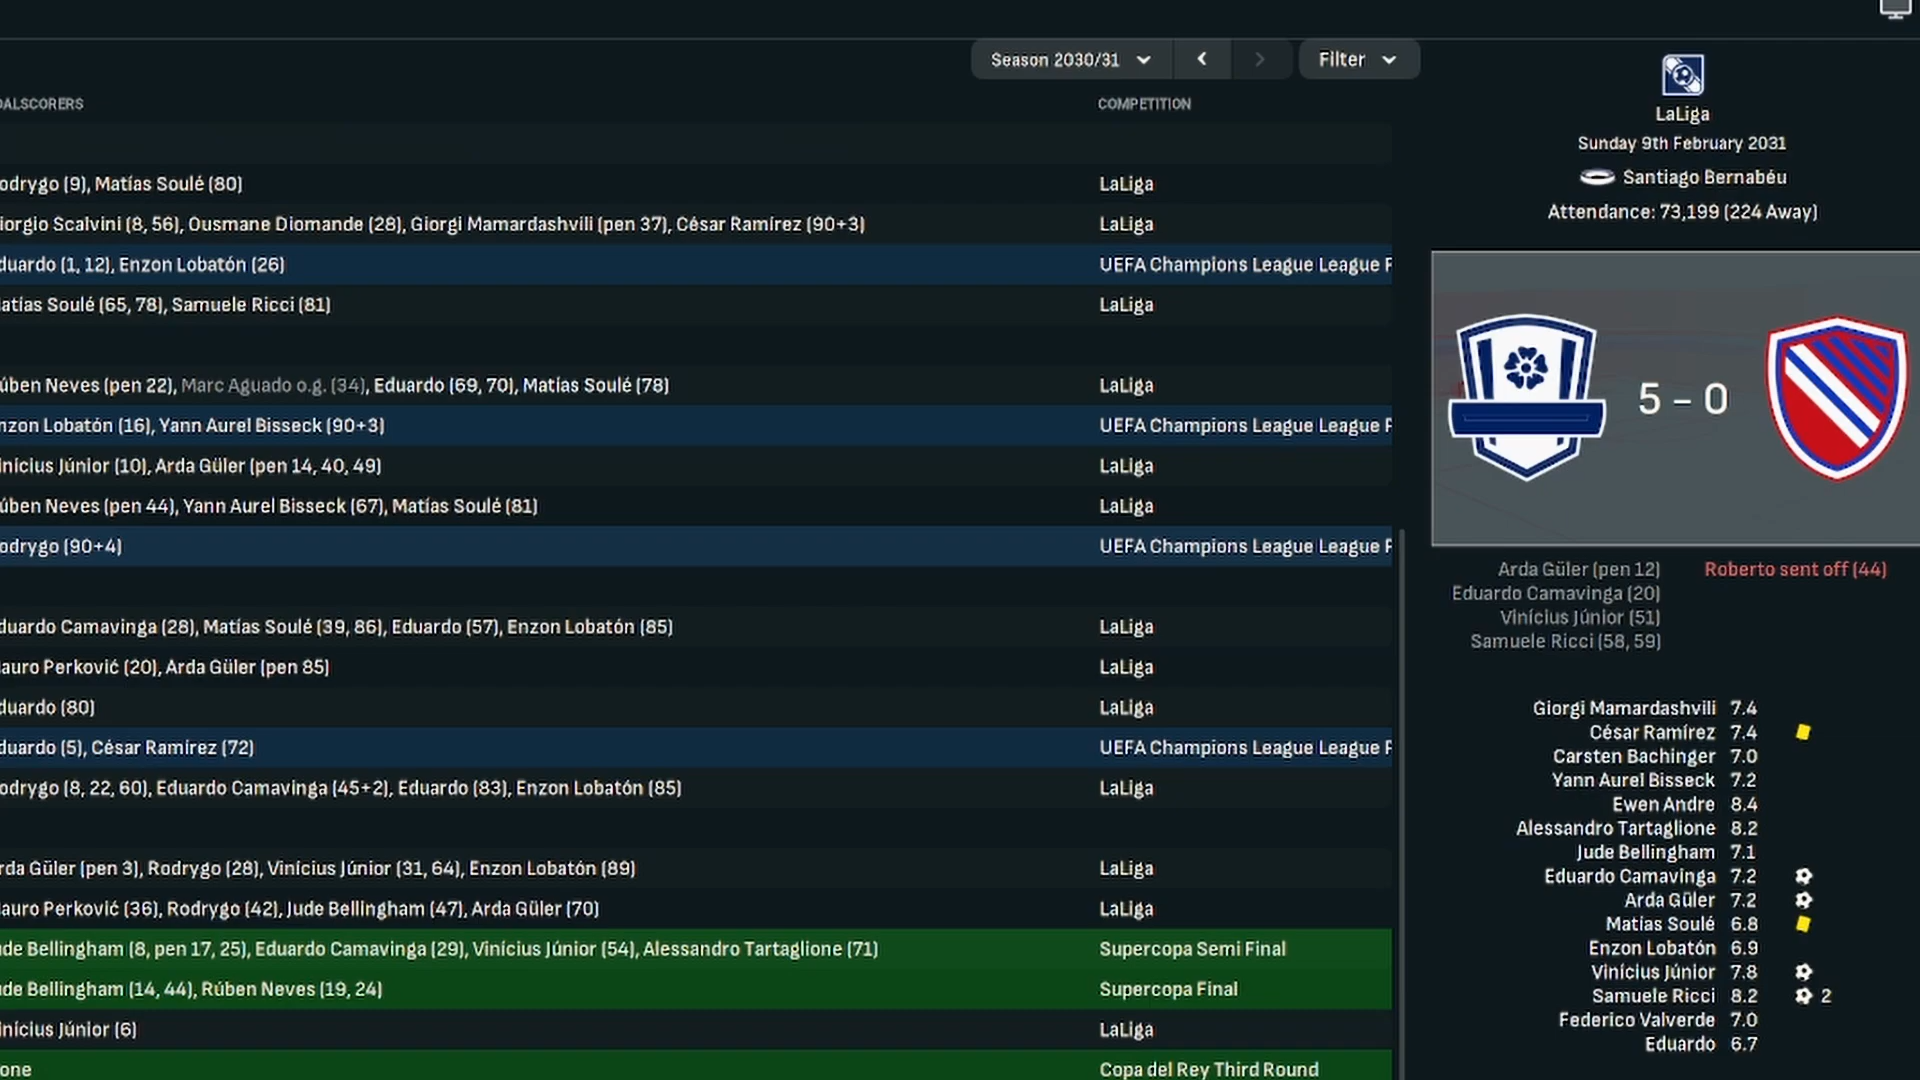 Season 2030/31
Filter
OALSCORERS
COMPETITION
odrygo (9), Matías Soulé (80)
LaLiga
iorgio Scalvini (8, 56), Ousmane Diomande (28), Giorgi Mamardashvili (pen 37), César Ramírez (90+3)
LaLiga
duardo (1, 12), Enzon Lobatón (26)
UEFA Champions League League P
atías Soulé (65, 78), Samuele Ricci (81)
LaLiga
úben Neves (pen 22), Marc Aguado o.g. (34), Eduardo (69, 70), Matías Soulé (78)
LaLiga
nzon Lobatón (16), Yann Aurel Bisseck (90+3)
UEFA Champions League League P
inícius Júnior (10), Arda Güler (pen 14, 40, 49)
LaLiga
úben Neves (pen 44), Yann Aurel Bisseck (67), Matías Soulé (81)
LaLiga
odrygo (90+4)
UEFA Champions League League P
duardo Camavinga (28), Matías Soulé (39, 86), Eduardo (57), Enzon Lobatón (85)
LaLiga
auro Perković (20), Arda Güler (pen 85)
LaLiga
duardo (80)
LaLiga
duardo (5), César Ramírez (72)
UEFA Champions League League P
odrygo (8, 22, 60), Eduardo Camavinga (45+2), Eduardo (83), Enzon Lobatón (85)
LaLiga
rda Güler (pen 3), Rodrygo (28), Vinícius Júnior (31, 64), Enzon Lobatón (89)
LaLiga
auro Perković (36), Rodrygo (42), Jude Bellingham (47), Arda Güler (70)
LaLiga
ude Bellingham (8, pen 17, 25), Eduardo Camavinga (29), Vinícius Júnior (54), Alessandro Tartaglione (71)
Supercopa Semi Final
ude Bellingham (14, 44), Rúben Neves (19, 24)
Supercopa Final
inícius Júnior (6)
LaLiga
one
Copa del Rey Third Round
LaLiga
Sunday 9th February 2031
Santiago Bernabéu
Attendance: 73,199 (224 Away)
5 - 0
Arda Güler (pen 12)
Eduardo Camavinga (20)
Vinícius Júnior (51)
Samuele Ricci (58, 59)
Roberto sent off (44)
Giorgi Mamardashvili 7.4
César Ramírez 7.4
Carsten Bachinger 7.0
Yann Aurel Bisseck 7.2
Ewen Andre 8.4
Alessandro Tartaglione 8.2
Jude Bellingham 7.1
Eduardo Camavinga 7.2
Arda Güler 7.2
Matías Soulé 6.8
Enzon Lobatón 6.9
Vinícius Júnior 7.8
Samuele Ricci 8.2 2
Federico Valverde 7.0
Eduardo 6.7